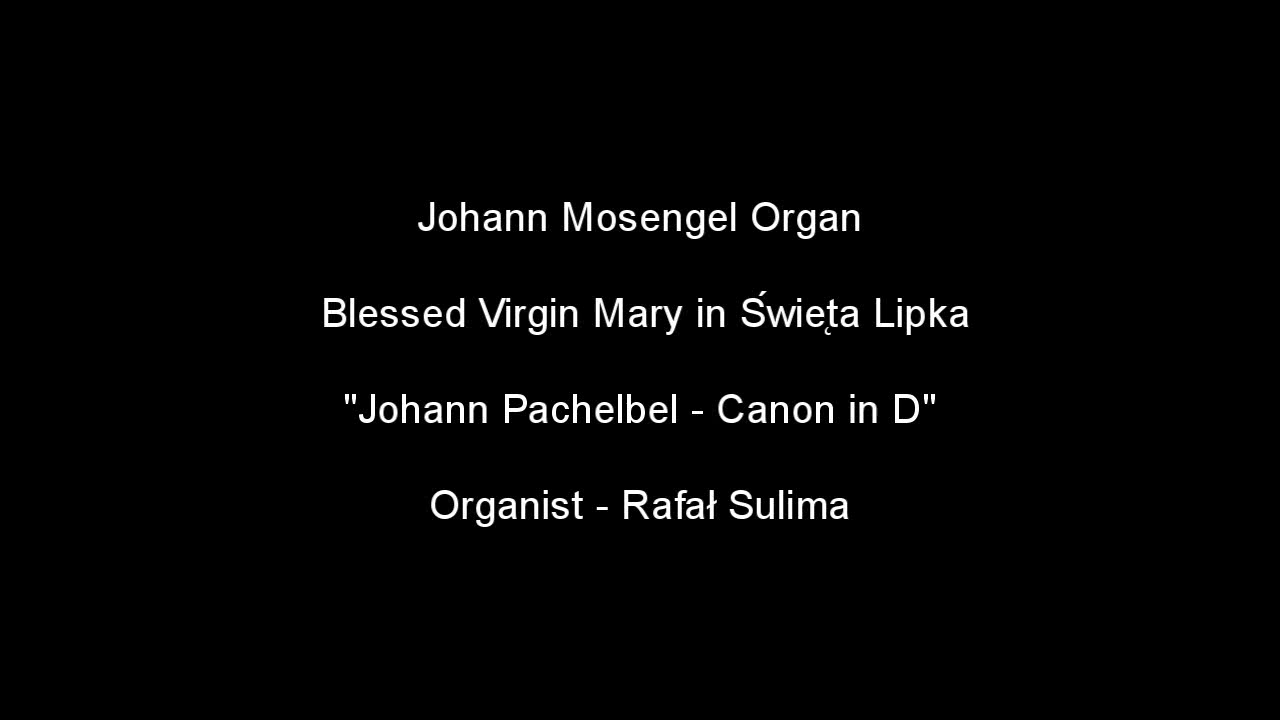 Johann Mosengel Organ
Blessed Virgin Mary in Święta Lipka
"Johann Pachelbel - Canon in D"
Organist - Rafał Sulima